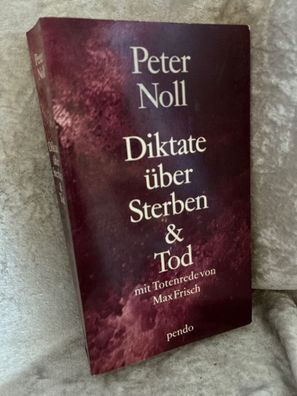 Peter
Noll
Diktate
über
Sterben
&
Tod
mit Totenrede von
Max Frisch
pendo